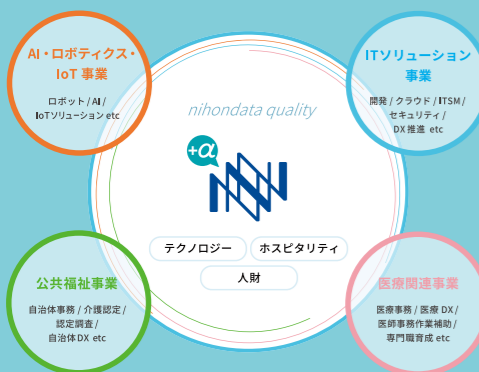 AI・ロボティクス・
IoT 事業
ロボット / AI /
IoTソリューション etc
ITソリューション
事業
開発 / クラウド / ITSM /
セキュリティ /
DX 推進 etc
nihondata quality
+α
テクノロジー
ホスピタリティ
人財
公共福祉事業
自治体事務 / 介護認定 /
認定調査 /
自治体DX etc
医療関連事業
医療事務 / 医療 DX /
医師事務作業補助 /
専門職育成 etc